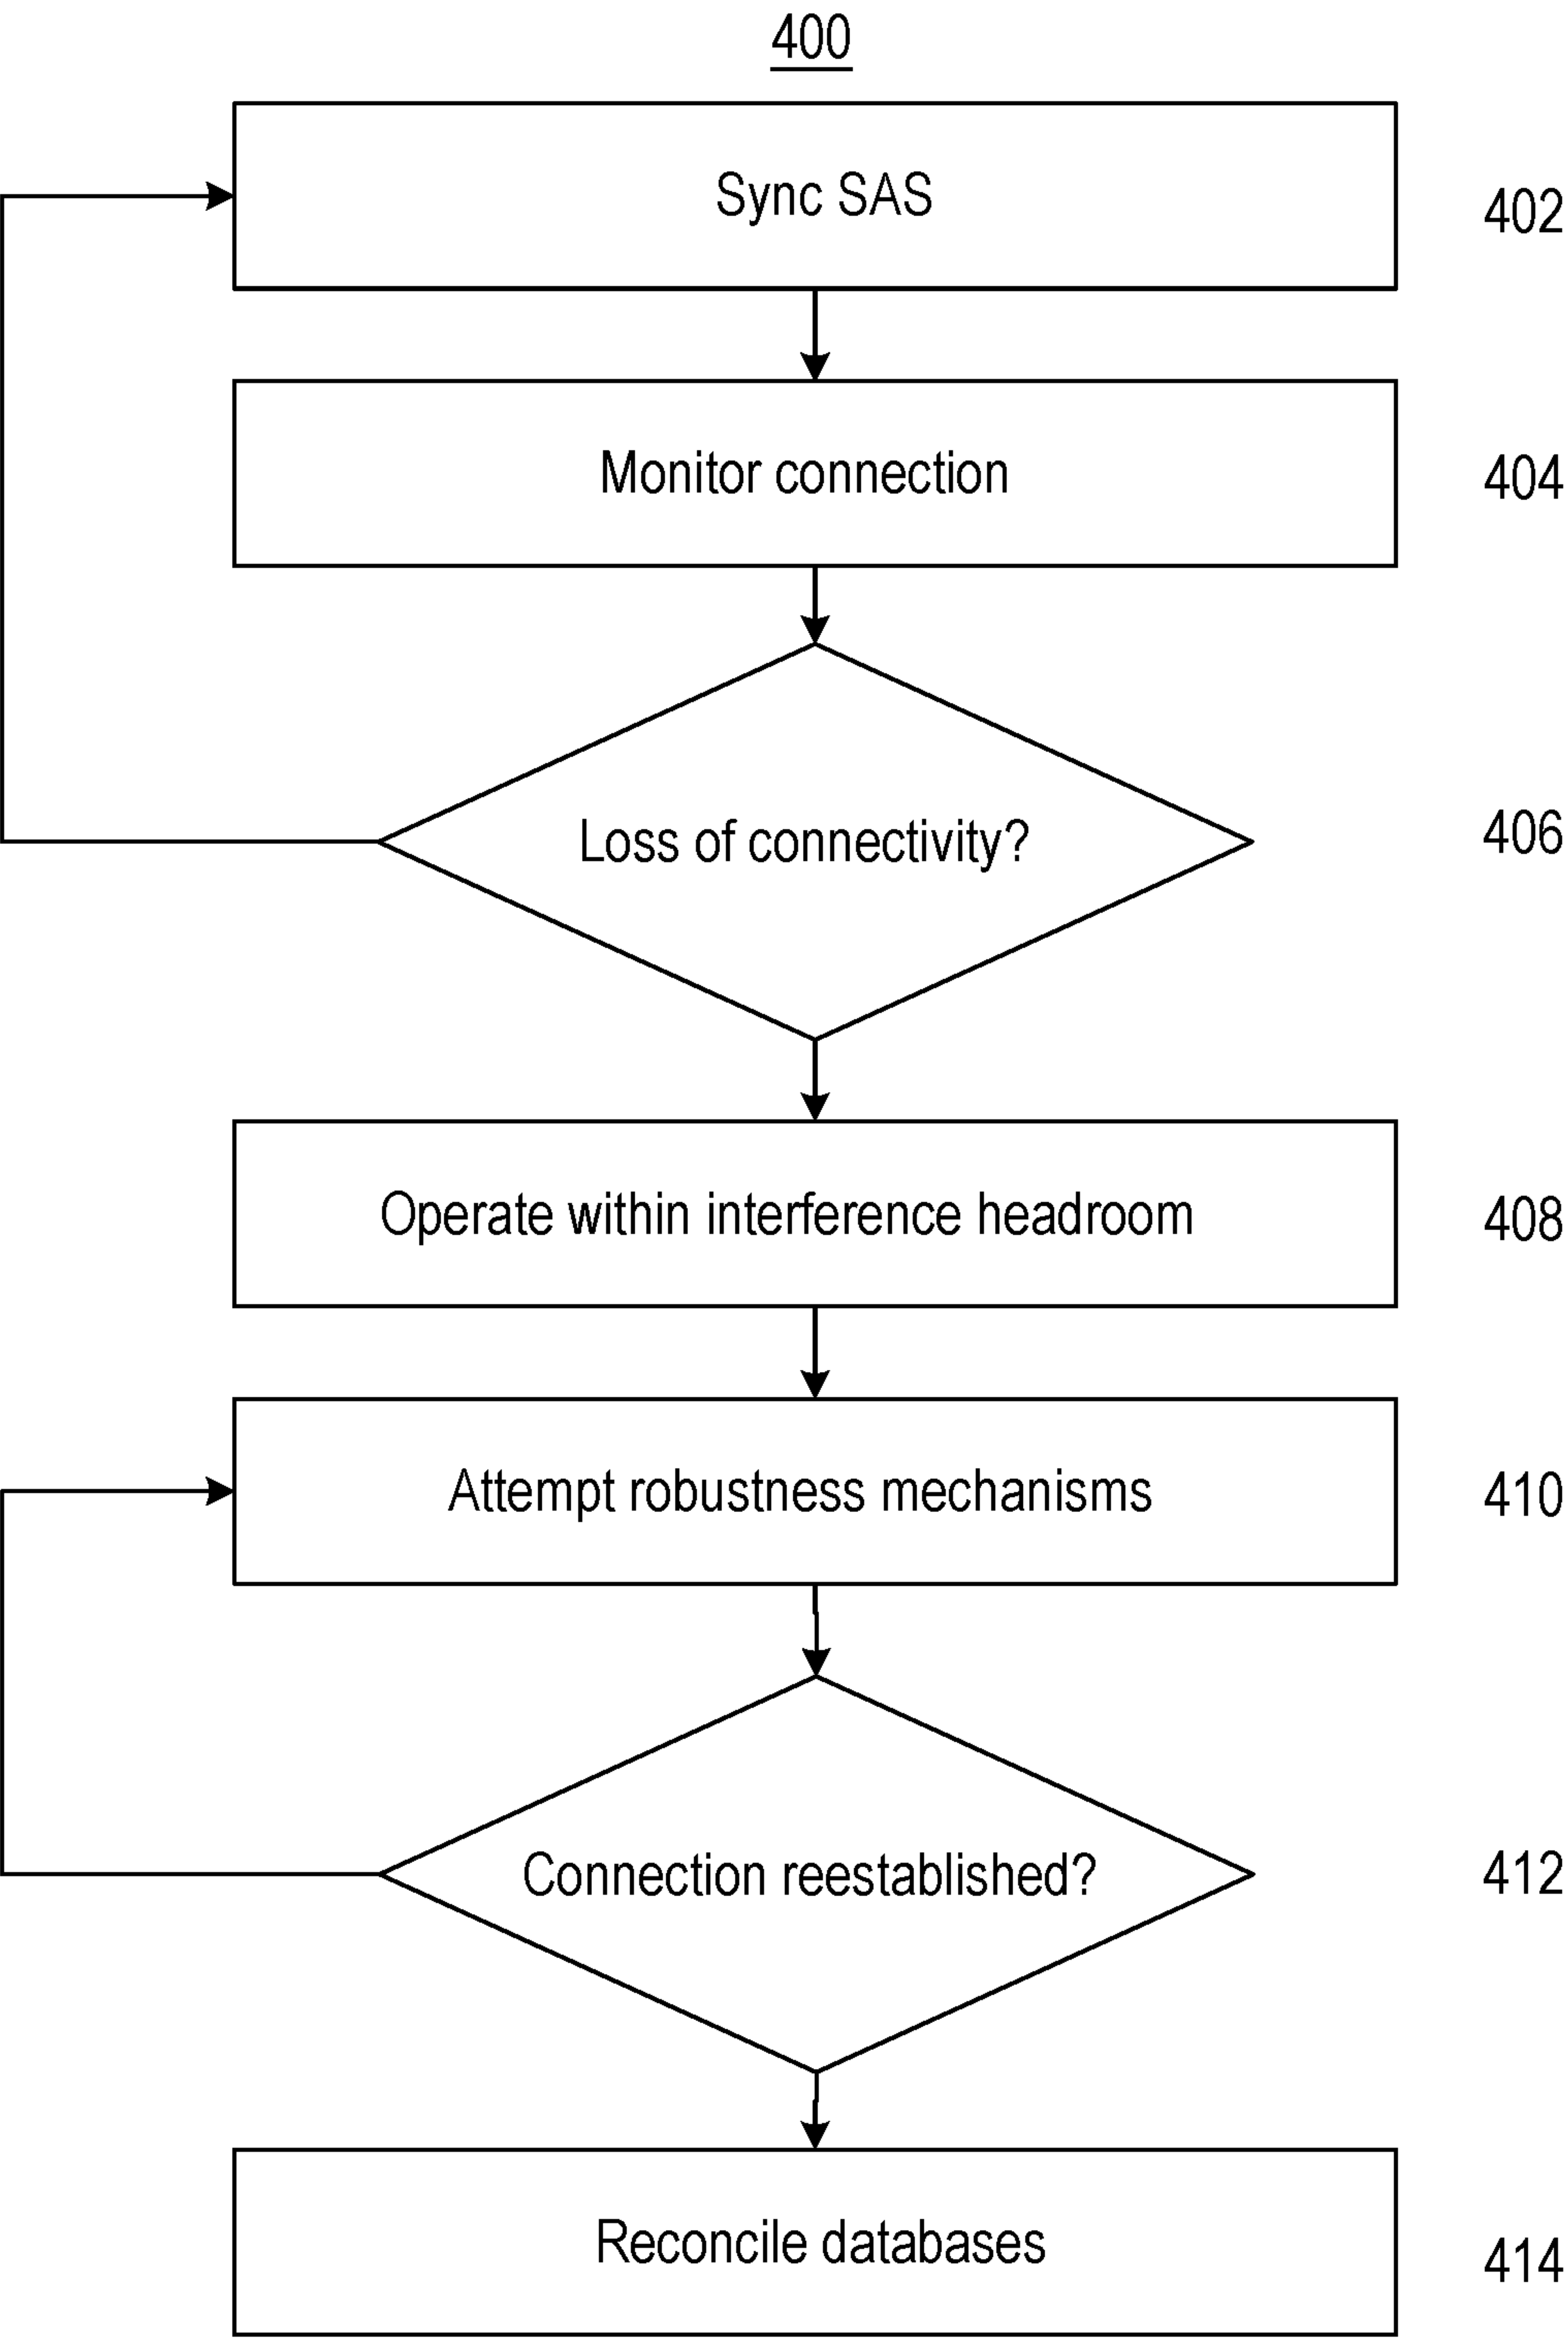 400
Sync SAS
402
Monitor connection
404
Loss of connectivity?
406
Operate within interference headroom
408
Attempt robustness mechanisms
410
Connection reestablished?
412
Reconcile databases
414